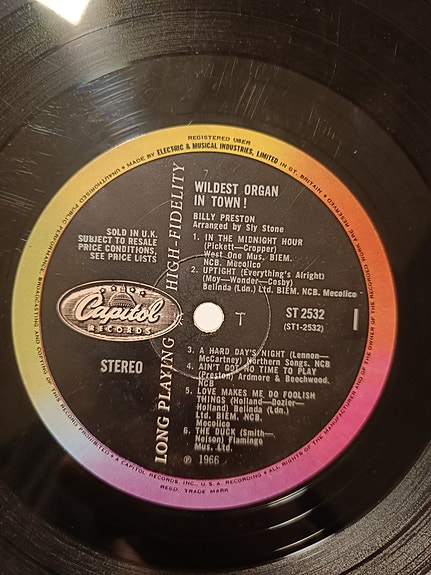 REGISTERED USER
• MADE BY ELECTRIC & MUSICAL INDUSTRIES, LIMITED IN GT. BRITAIN •
UNAUTHORISED PUBLIC PERFORMANCE, BROADCASTING AND COPYING OF THIS RECORD PROHIBITED •
ALL RIGHTS OF THE MANUFACTURER AND OF THE OWNER OF THE RECORDED WORK ARE RESERVED
• A CAPITOL RECORDS, INC., U. S. A. RECORDING •
REGD. TRADE MARK
7
WILDEST ORGAN
IN TOWN!
BILLY PRESTON
Arranged by Sly Stone
1. IN THE MIDNIGHT HOUR
(Pickett—Cropper)
West One Mus. BIEM.
NCB. Mecolico
2. UPTIGHT (Everything's Alright)
(Moy—Wonder—Cosby)
Belinda (Ldn.) Ltd. BIEM. NCB. Mecolico
SOLD IN U.K.
SUBJECT TO RESALE
PRICE CONDITIONS,
SEE PRICE LISTS
LONG PLAYING HIGH-FIDELITY
Capitol
RECORDS
STEREO
T
ST 2532
(ST1-2532)
1
3. A HARD DAY'S NIGHT (Lennon—
McCartney) Northern Songs. NCB
4. AIN'T GOT NO TIME TO PLAY
(Preston) Ardmore & Beechwood.
NCB
5. LOVE MAKES ME DO FOOLISH
THINGS (Holland—Dozier—
Holland) Belinda (Ldn.)
Ltd. BIEM. NCB.
Mecolico
6. THE DUCK (Smith—
Nelson) Flamingo
Mus. Ltd.
℗ 1966